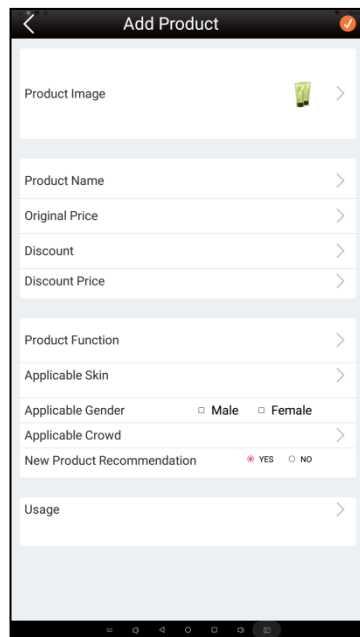 Add Product
Product Image
Product Name
Original Price
Discount
Discount Price
Product Function
Applicable Skin
Applicable Gender Male Female
Applicable Crowd
New Product Recommendation YES NO
Usage